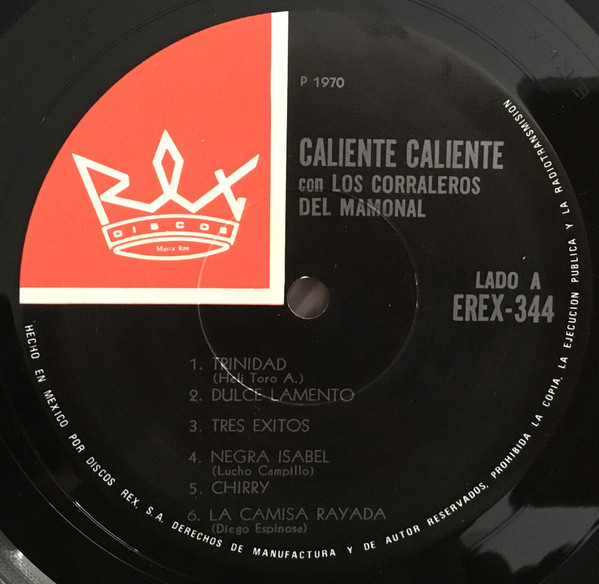 P 1970
Rex
DISCOS
Marca Rex
CALIENTE CALIENTE
con LOS CORRALEROS
DEL MAMONAL
LADO A
EREX-344
1. TRINIDAD
(Heli Toro A.)
2. DULCE LAMENTO
3. TRES EXITOS
4. NEGRA ISABEL
(Lucho Campillo)
5. CHIRRY
6. LA CAMISA RAYADA
(Diego Espinosa)
HECHO EN MEXICO POR DISCOS REX, S.A. DERECHOS DE MANUFACTURA Y DE AUTOR RESERVADOS, PROHIBIDA LA COPIA, LA EJECUCION PUBLICA Y LA RADIOTRANSMISION